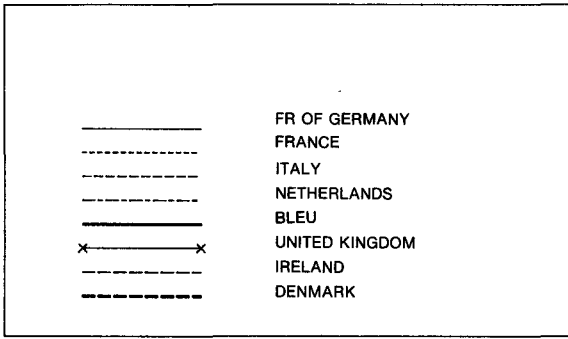 FR OF GERMANY
FRANCE
ITALY
NETHERLANDS
BLEU
UNITED KINGDOM
IRELAND
DENMARK